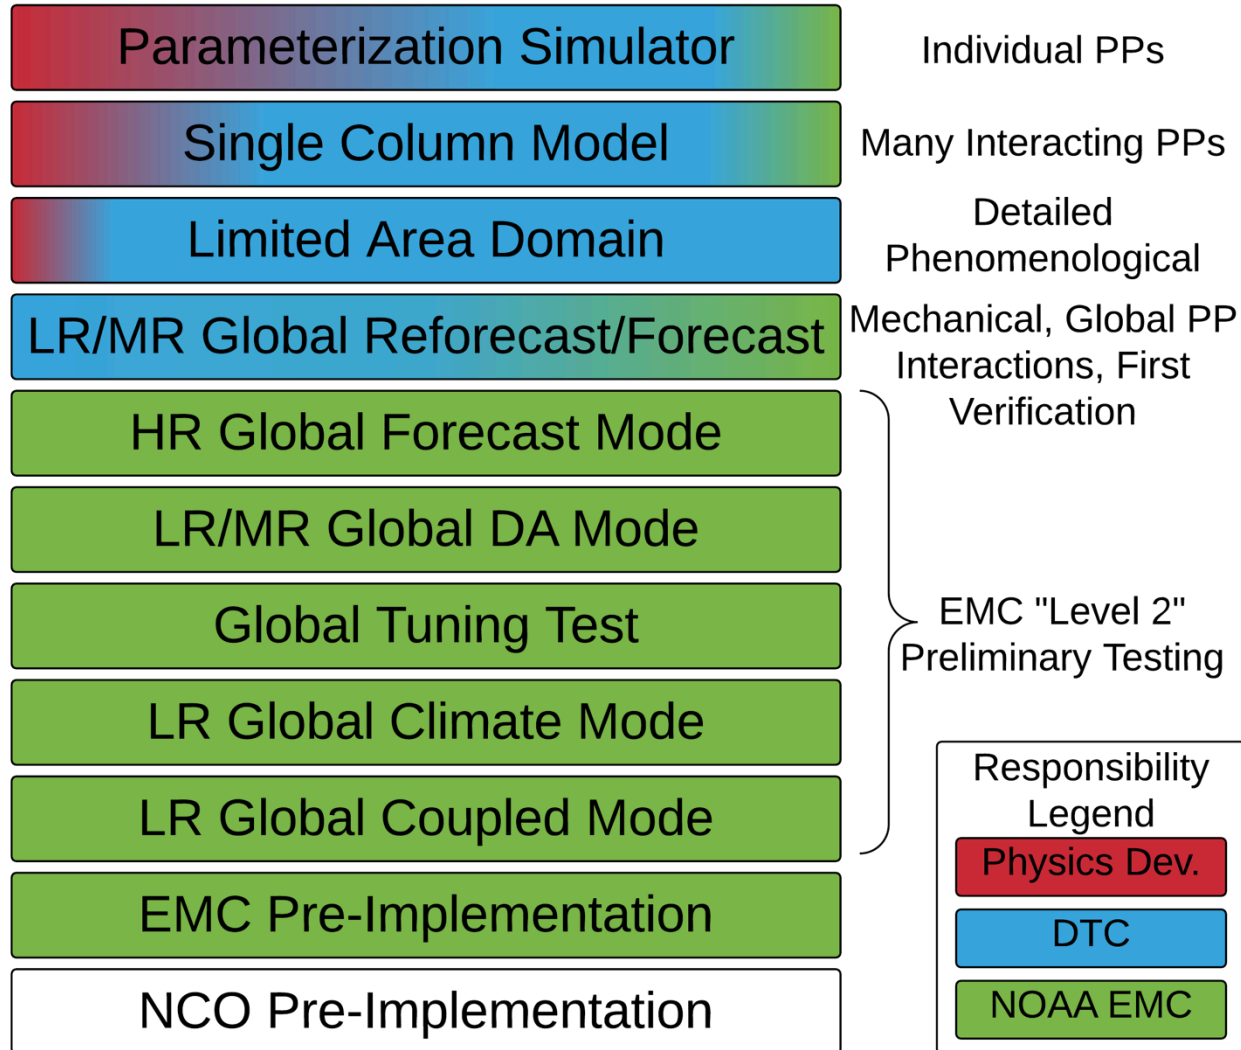 Parameterization Simulator
Individual PPs
Single Column Model
Many Interacting PPs
Limited Area Domain
Detailed
Phenomenological
LR/MR Global Reforecast/Forecast
Mechanical, Global PP
Interactions, First
Verification
HR Global Forecast Mode
LR/MR Global DA Mode
Global Tuning Test
LR Global Climate Mode
LR Global Coupled Mode
EMC "Level 2"
Preliminary Testing
EMC Pre-Implementation
NCO Pre-Implementation
Responsibility
Legend
Physics Dev.
DTC
NOAA EMC